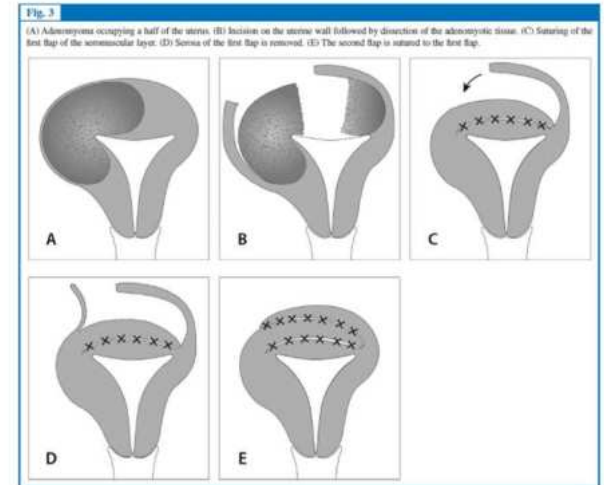 Fig. 3
(A) Adenomyoma occupying a half of the uterus. (B) Incision on the uterine wall followed by dissection of the adenomyotic tissue. (C) Suturing of the
first flap of the seromuscular layer. (D) Serosa of the first flap is removed. (E) The second flap is sutured to the first flap.
A
B
C
D
E